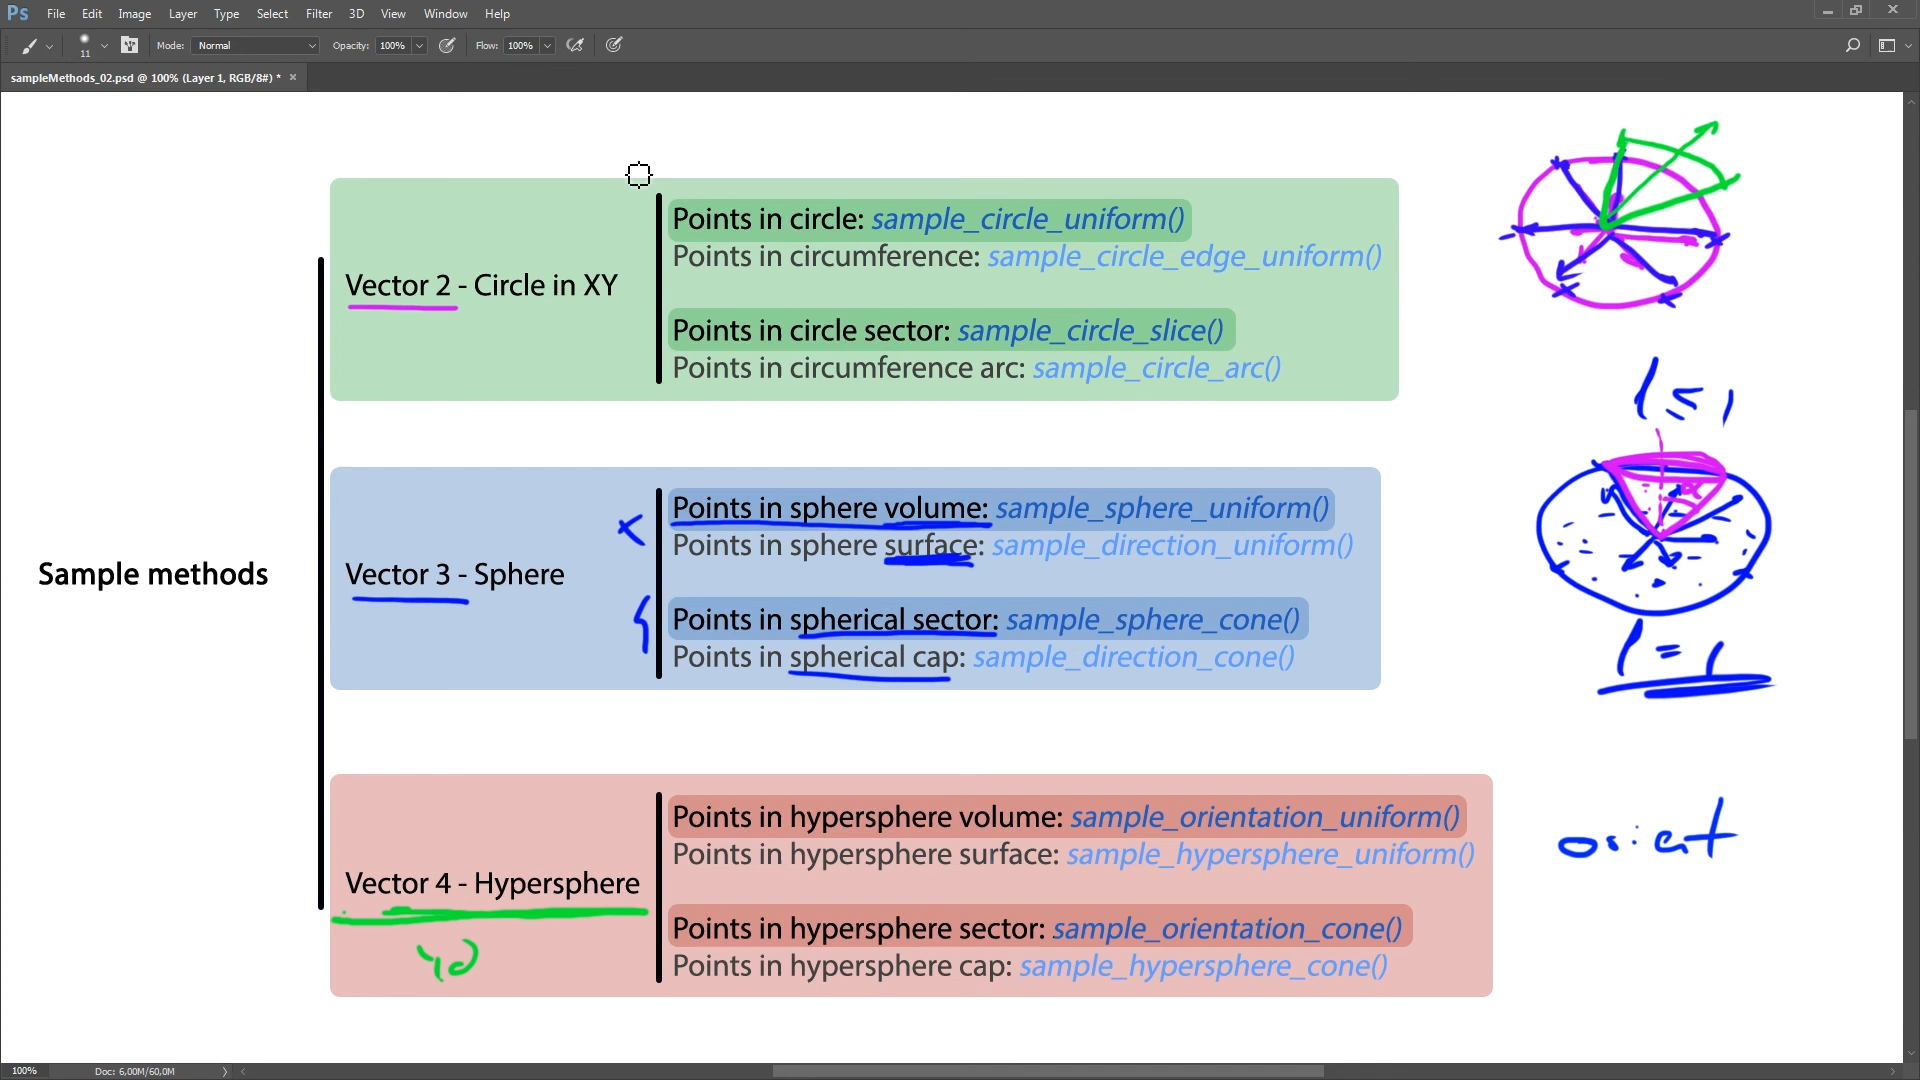 Ps File Edit Image Layer Type Select Filter 3D View Window Help
11 Mode: Normal Opacity: 100% Flow: 100%
sampleMethods_02.psd @ 100% (Layer 1, RGB/8#) * ×
Points in circle: sample_circle_uniform()
Points in circumference: sample_circle_edge_uniform()
Vector 2 - Circle in XY
Points in circle sector: sample_circle_slice()
Points in circumference arc: sample_circle_arc()
l ≤ 1
Points in sphere volume: sample_sphere_uniform()
Points in sphere surface: sample_direction_uniform()
Sample methods
Vector 3 - Sphere
Points in spherical sector: sample_sphere_cone()
Points in spherical cap: sample_direction_cone()
l = 1
Points in hypersphere volume: sample_orientation_uniform()
Points in hypersphere surface: sample_hypersphere_uniform()
orient
Vector 4 - Hypersphere
Points in hypersphere sector: sample_orientation_cone()
Points in hypersphere cap: sample_hypersphere_cone()
4D
100% Doc: 6,00M/60,0M